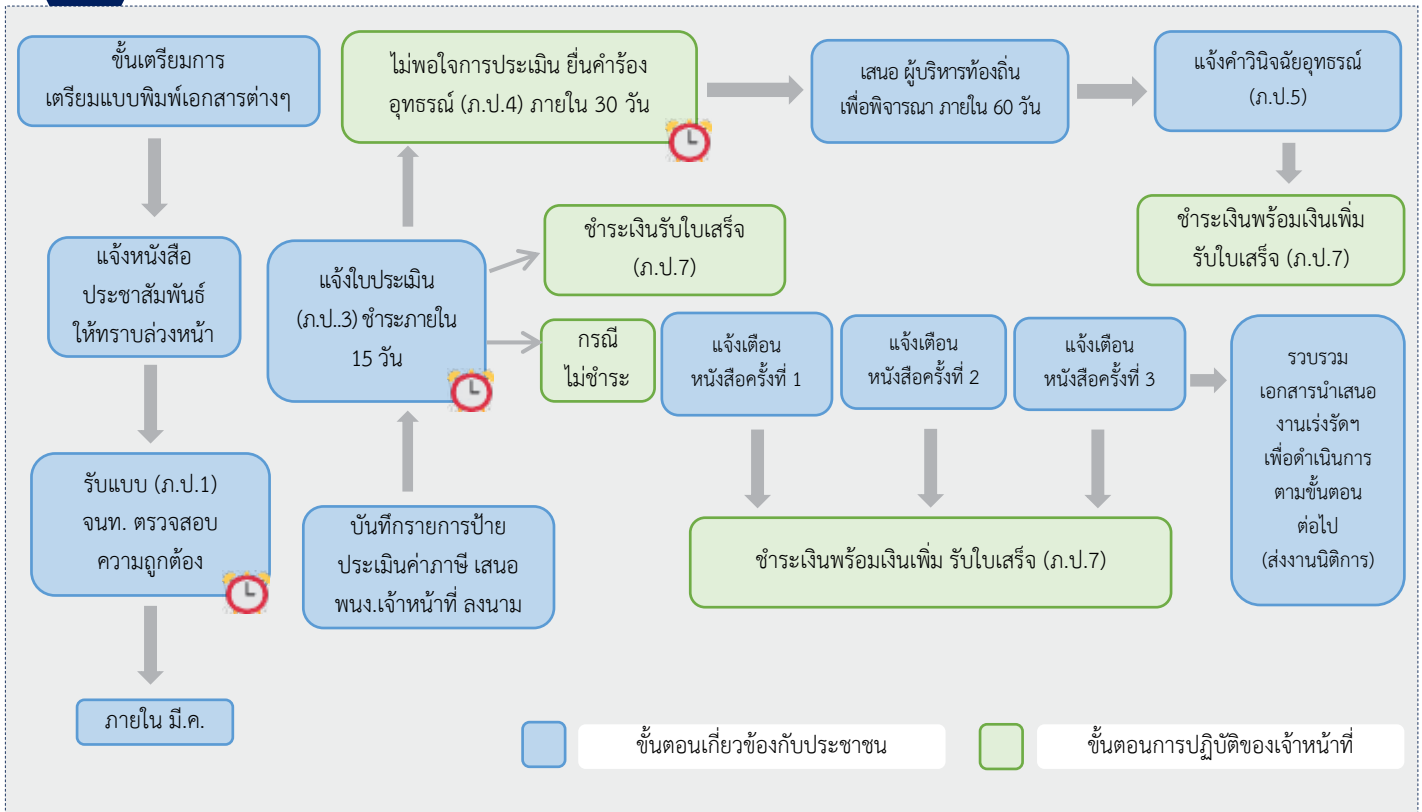 ขั้นเตรียมการ
เตรียมแบบพิมพ์เอกสารต่างๆ
แจ้งหนังสือ
ประชาสัมพันธ์
ให้ทราบล่วงหน้า
รับแบบ (ภ.ป.1)
จนท. ตรวจสอบ
ความถูกต้อง
ภายใน มี.ค.
บันทึกรายการป้าย
ประเมินค่าภาษี เสนอ
พนง.เจ้าหน้าที่ ลงนาม
แจ้งใบประเมิน
(ภ.ป..3) ชำระภายใน
15 วัน
ไม่พอใจการประเมิน ยื่นคำร้อง
อุทธรณ์ (ภ.ป.4) ภายใน 30 วัน
เสนอ ผู้บริหารท้องถิ่น
เพื่อพิจารณา ภายใน 60 วัน
แจ้งคำวินิจฉัยอุทธรณ์
(ภ.ป.5)
ชำระเงินพร้อมเงินเพิ่ม
รับใบเสร็จ (ภ.ป.7)
ชำระเงินรับใบเสร็จ
(ภ.ป.7)
กรณี
ไม่ชำระ
แจ้งเตือน
หนังสือครั้งที่ 1
แจ้งเตือน
หนังสือครั้งที่ 2
แจ้งเตือน
หนังสือครั้งที่ 3
รวบรวม
เอกสารนำเสนอ
งานเร่งรัดฯ
เพื่อดำเนินการ
ตามขั้นตอน
ต่อไป
(ส่งงานนิติการ)
ชำระเงินพร้อมเงินเพิ่ม รับใบเสร็จ (ภ.ป.7)
ขั้นตอนเกี่ยวข้องกับประชาชน
ขั้นตอนการปฏิบัติของเจ้าหน้าที่